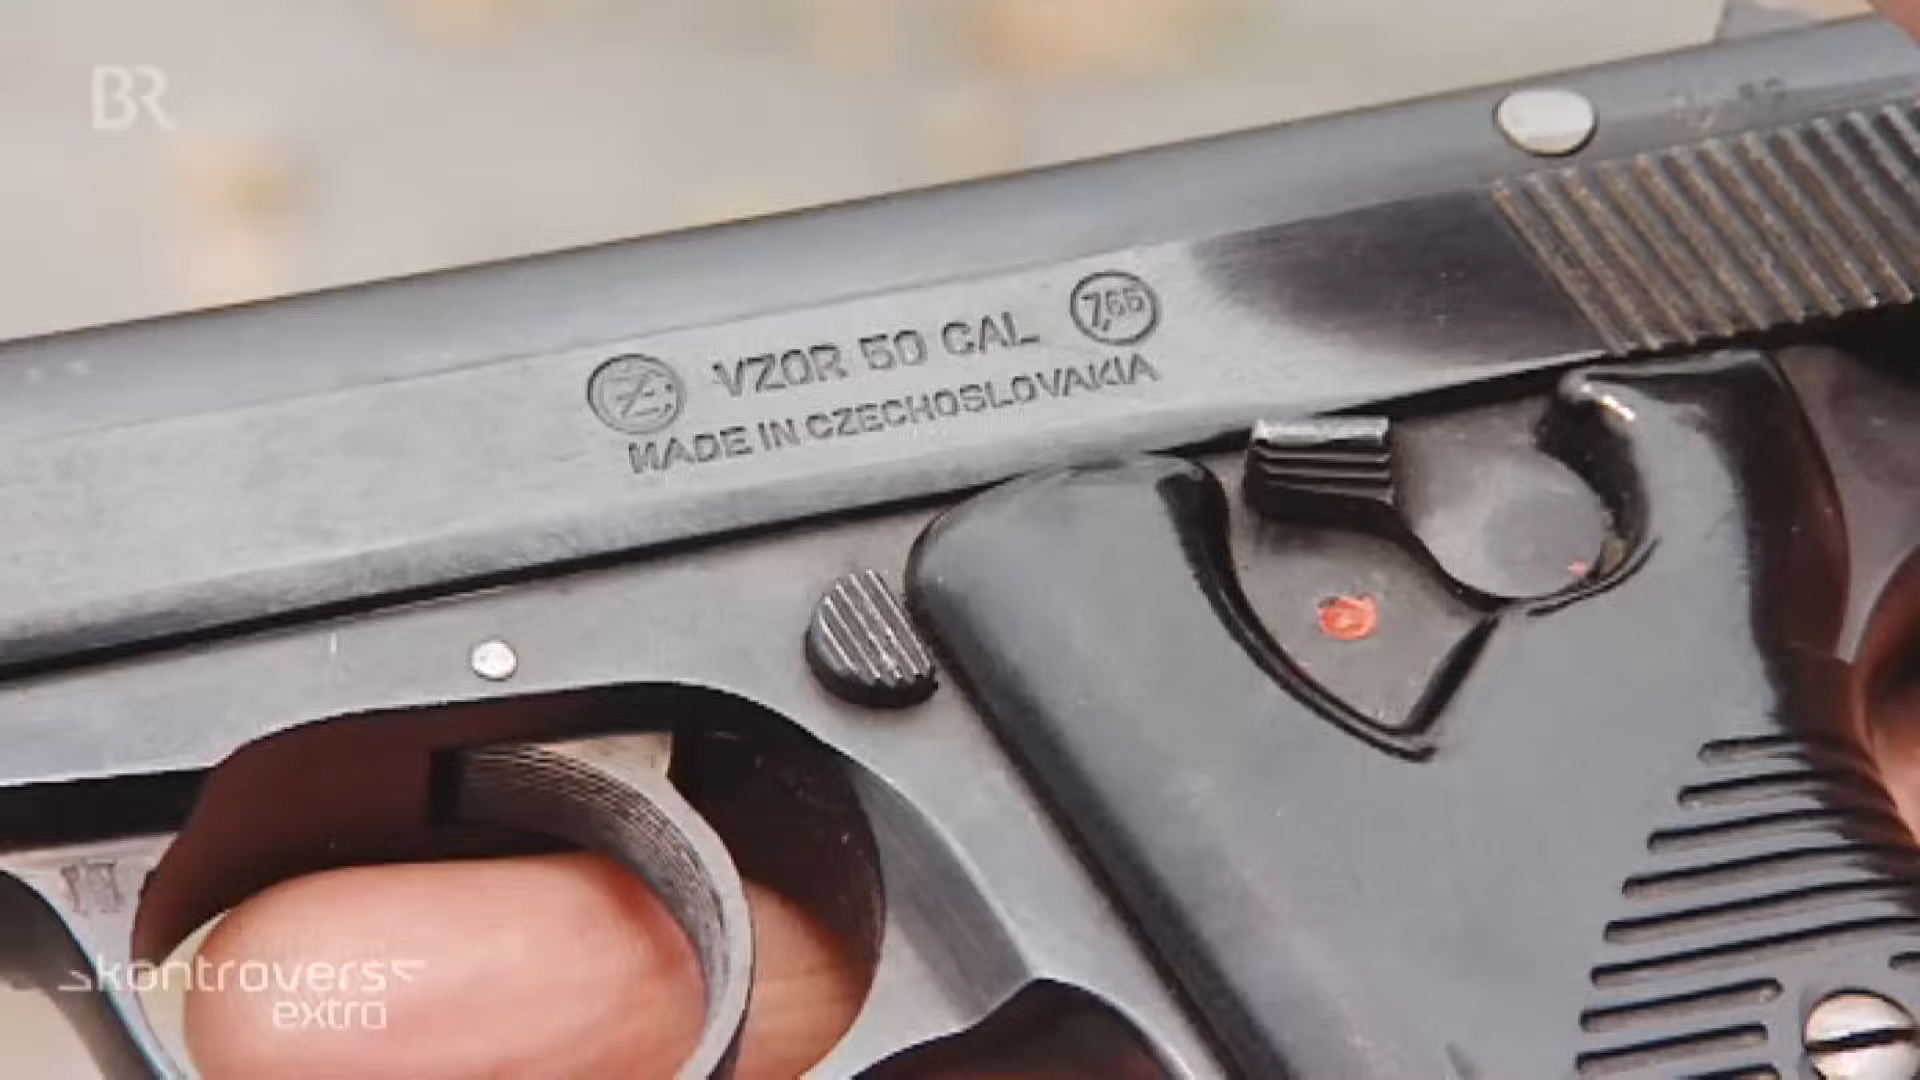 BR
Z
VZOR 50 CAL 7,65
MADE IN CZECHOSLOVAKIA
kontrovers
extra